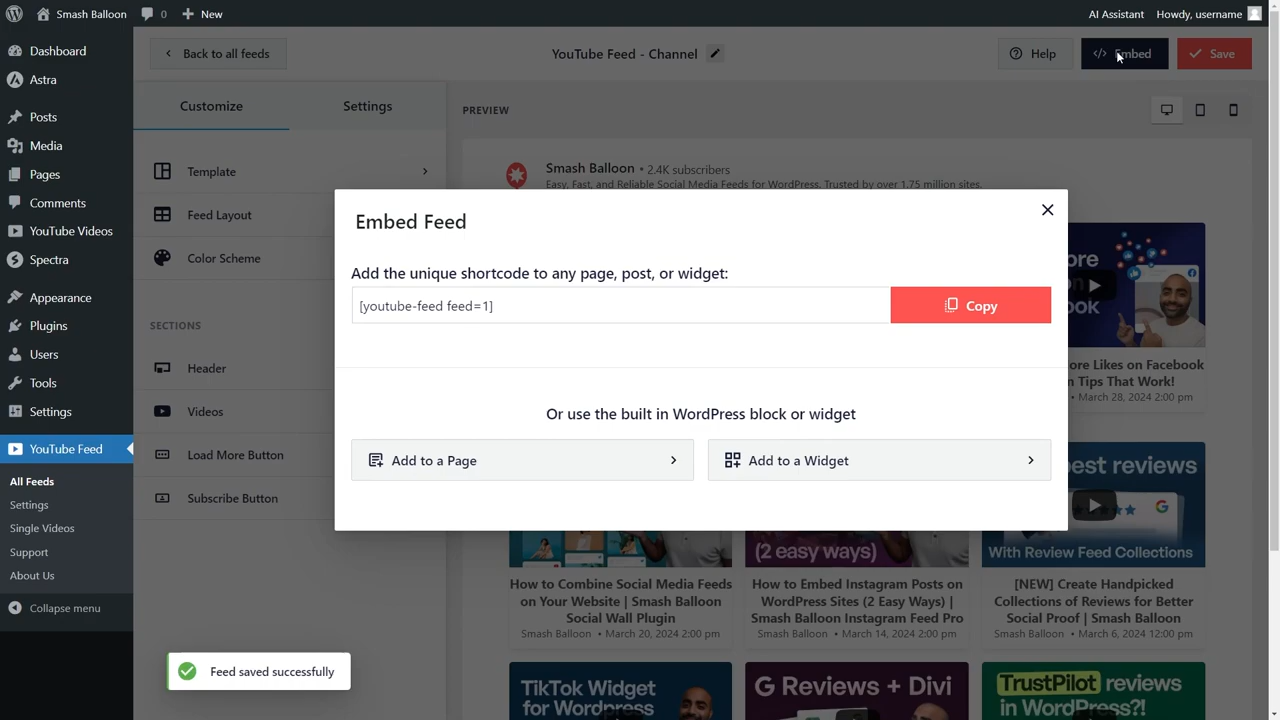 Smash Balloon
0
New
AI Assistant
Howdy, username
Dashboard
Astra
Posts
Media
Pages
Comments
YouTube Videos
Spectra
Appearance
Plugins
Users
Tools
Settings
YouTube Feed
All Feeds
Settings
Single Videos
Support
About Us
Collapse menu
Back to all feeds
YouTube Feed - Channel
Help
Embed
Save
Customize
Settings
Template
Feed Layout
Color Scheme
SECTIONS
Header
Videos
Load More Button
Subscribe Button
PREVIEW
Smash Balloon • 2.4K subscribers
Easy, Fast, and Reliable Social Media Feeds for WordPress. Trusted by over 1.75 million sites.
Embed Feed
Add the unique shortcode to any page, post, or widget:
[youtube-feed feed=1]
Copy
Or use the built in WordPress block or widget
Add to a Page
Add to a Widget
ore
ook
ore Likes on Facebook
n Tips That Work!
• March 28, 2024 2:00 pm
best reviews
With Review Feed Collections
(2 easy ways)
How to Combine Social Media Feeds
on Your Website | Smash Balloon
Social Wall Plugin
Smash Balloon • March 20, 2024 2:00 pm
How to Embed Instagram Posts on
WordPress Sites (2 Easy Ways) |
Smash Balloon Instagram Feed Pro
Smash Balloon • March 14, 2024 2:00 pm
[NEW] Create Handpicked
Collections of Reviews for Better
Social Proof | Smash Balloon
Smash Balloon • March 6, 2024 12:00 pm
TikTok Widget
for WordPress
G Reviews + Divi
TrustPilot reviews
in WordPress?!
Feed saved successfully